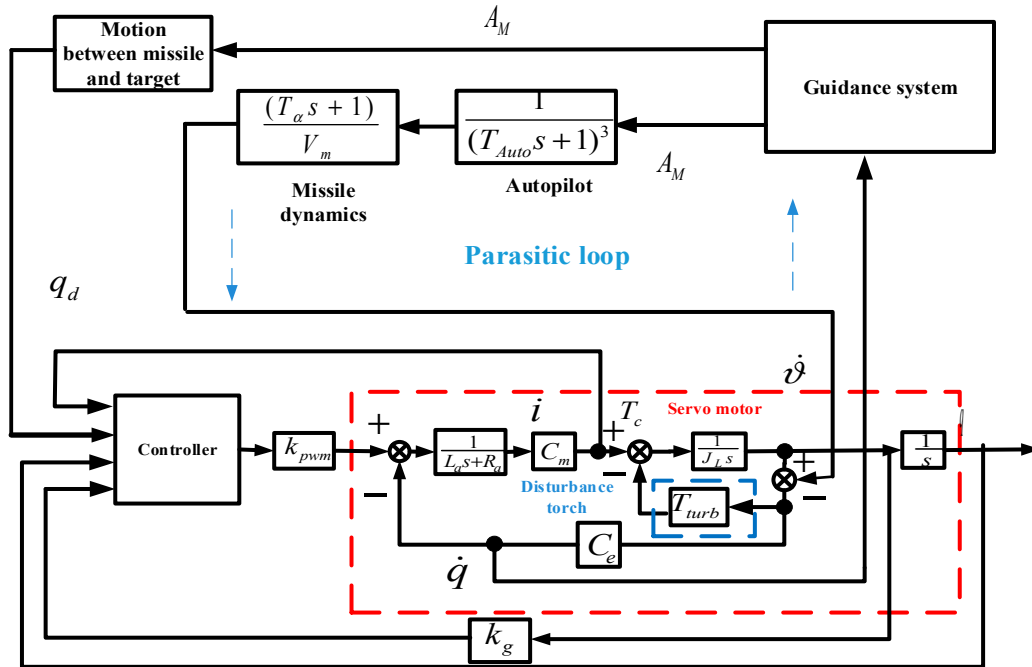 Motion
between missile
and target
A_M
Guidance system
(T_α s + 1)
V_m
1
(T_Auto s + 1)^3
A_M
Missile
dynamics
Autopilot
Parasitic loop
q_d
ϑ̇
Controller
k_pwm
+
−
1
L_a s+R_a
i
C_m
+
−
T_c
Servo motor
1
J_L s
+
−
1
s
Disturbance
torch
T_turb
C_e
q̇
k_g